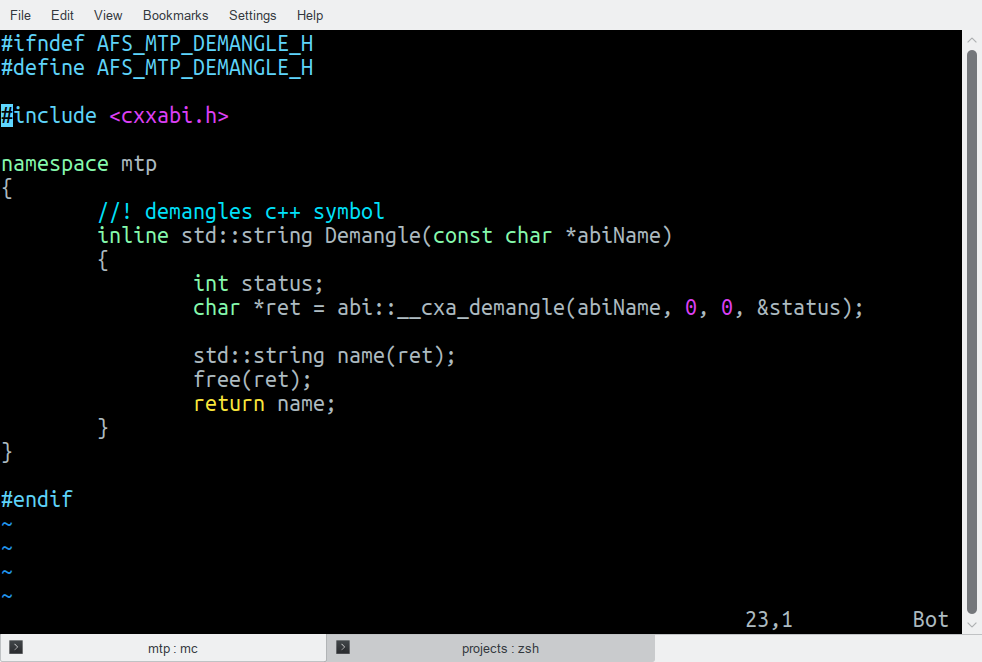 File Edit View Bookmarks Settings Help
#ifndef AFS_MTP_DEMANGLE_H
#define AFS_MTP_DEMANGLE_H
#include <cxxabi.h>
namespace mtp
{
//! demangles c++ symbol
inline std::string Demangle(const char *abiName)
{
int status;
char *ret = abi::__cxa_demangle(abiName, 0, 0, &status);
std::string name(ret);
free(ret);
return name;
}
}
#endif
~
~
~
~
23,1 Bot
mtp : mc projects : zsh